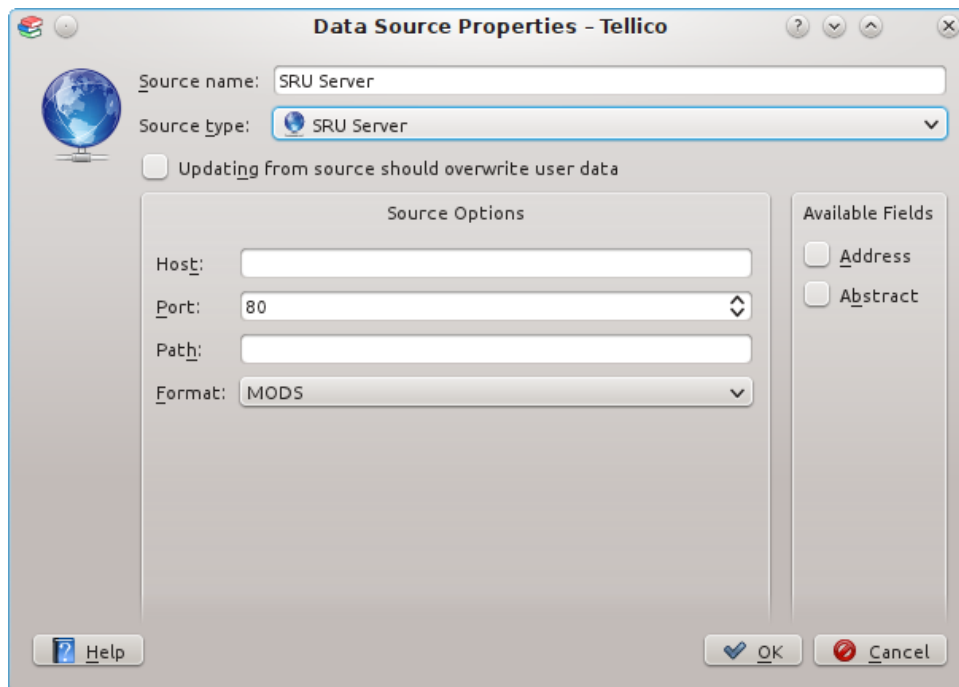 Data Source Properties – Tellico
Source name: SRU Server
Source type: SRU Server
Updating from source should overwrite user data
Source Options
Host:
Port: 80
Path:
Format: MODS
Available Fields
Address
Abstract
Help
OK
Cancel